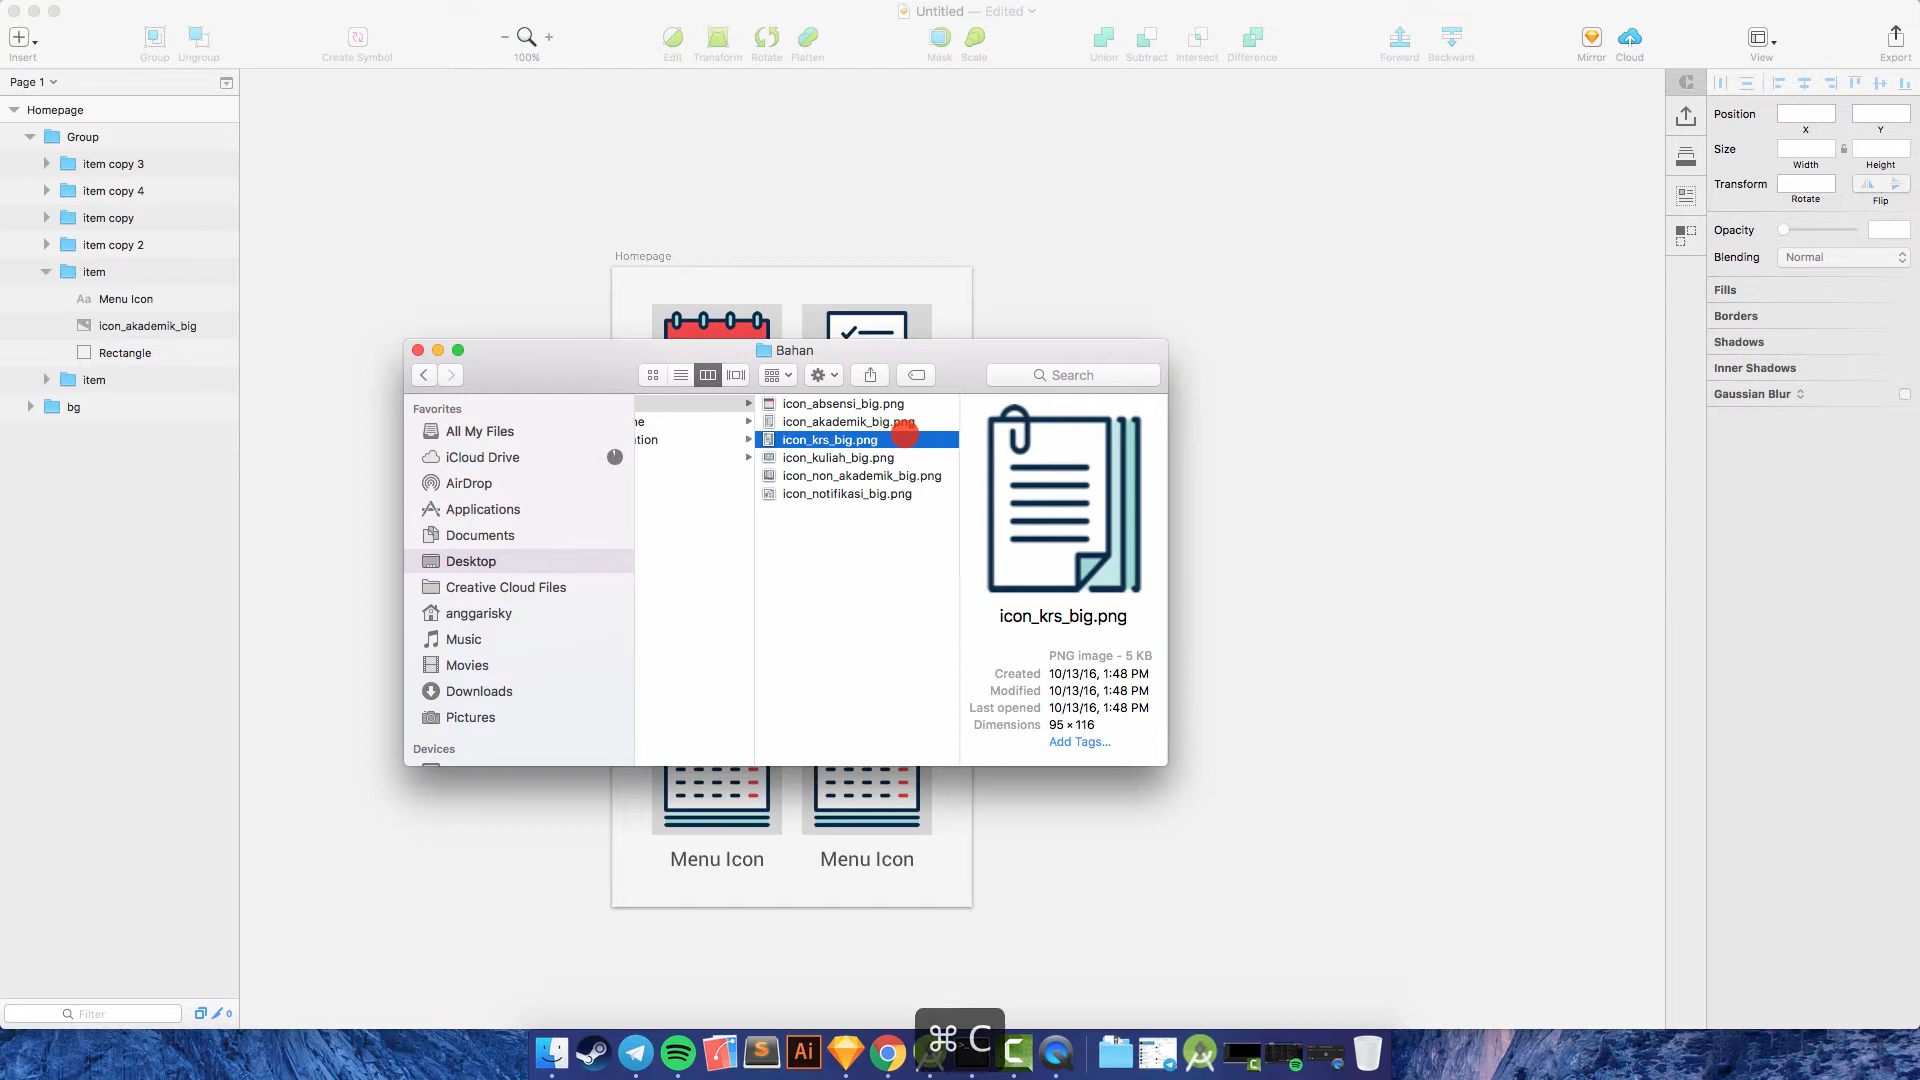 Untitled — Edited
Insert
Group
Ungroup
Create Symbol
100%
Edit
Transform
Rotate
Flatten
Mask
Scale
Union
Subtract
Intersect
Difference
Forward
Backward
Mirror
Cloud
View
Export
Page 1
Homepage
Group
item copy 3
item copy 4
item copy
item copy 2
item
Aa Menu Icon
icon_akademik_big
Rectangle
item
bg
Filter
0
Homepage
Menu Icon
Menu Icon
Bahan
Search
Favorites
All My Files
iCloud Drive
AirDrop
Applications
Documents
Desktop
Creative Cloud Files
anggarisky
Music
Movies
Downloads
Pictures
Devices
ne
tion
icon_absensi_big.png
icon_akademik_big.png
icon_krs_big.png
icon_kuliah_big.png
icon_non_akademik_big.png
icon_notifikasi_big.png
icon_krs_big.png
PNG image - 5 KB
Created 10/13/16, 1:48 PM
Modified 10/13/16, 1:48 PM
Last opened 10/13/16, 1:48 PM
Dimensions 95 × 116
Add Tags...
Position
X
Y
Size
Width
Height
Transform
Rotate
Flip
Opacity
Blending
Normal
Fills
Borders
Shadows
Inner Shadows
Gaussian Blur
⌘ C
Ai